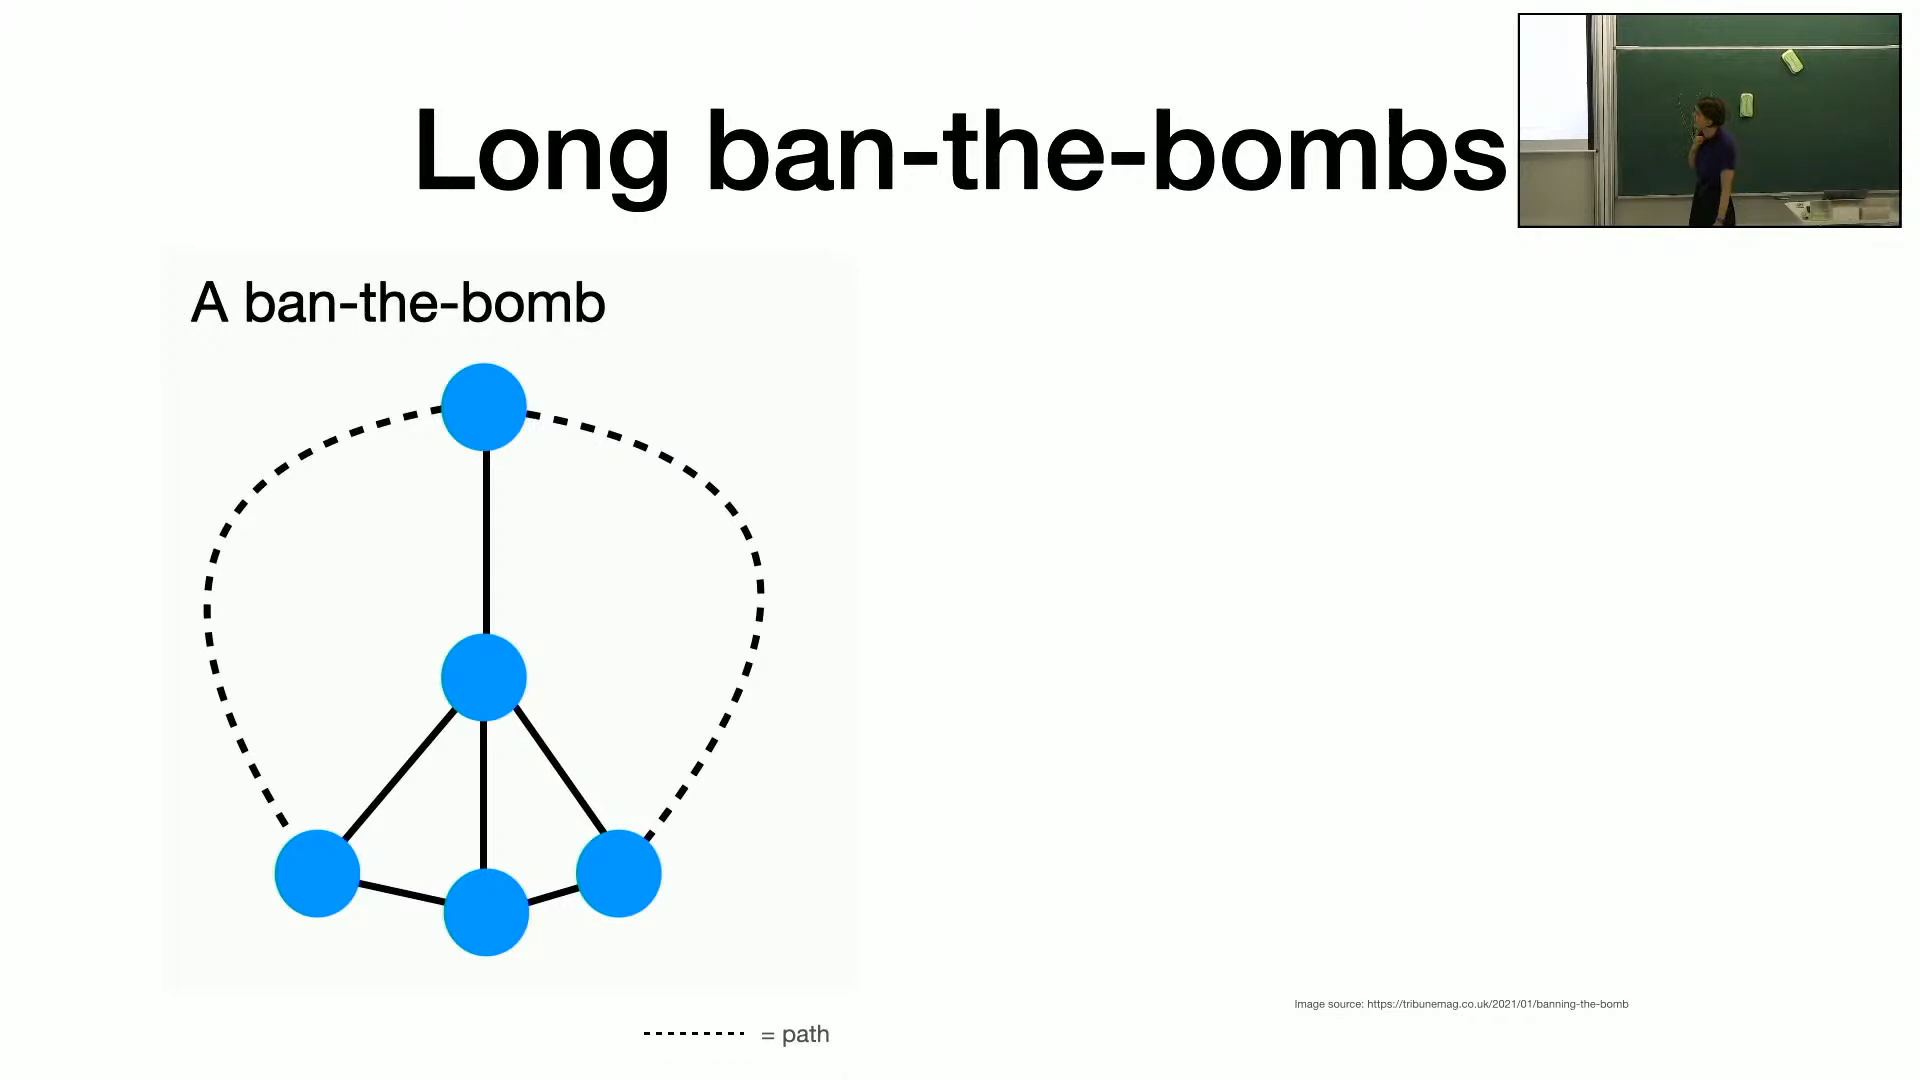 Long ban-the-bombs
A ban-the-bomb
Image source: https://tribunemag.co.uk/2021/01/banning-the-bomb
= path